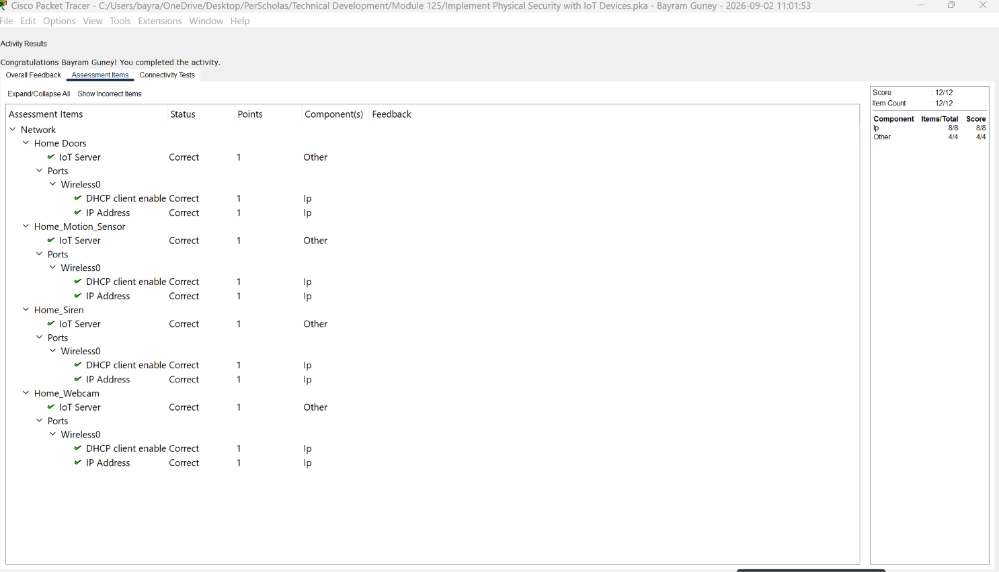 Cisco Packet Tracer - C:/Users/bayra/OneDrive/Desktop/PerScholas/Technical Development/Module 125/Implement Physical Security with IoT Devices.pka - Bayram Guney - 2026-09-02 11:01:53
File Edit Options View Tools Extensions Window Help
Activity Results
Congratulations Bayram Guney! You completed the activity.
Overall Feedback Assessment Items Connectivity Tests
Expand/Collapse All Show Incorrect Items
Assessment Items Status Points Component(s) Feedback
Network
Home Doors
IoT Server Correct 1 Other
Ports
Wireless0
DHCP client enable Correct 1 Ip
IP Address Correct 1 Ip
Home_Motion_Sensor
IoT Server Correct 1 Other
Ports
Wireless0
DHCP client enable Correct 1 Ip
IP Address Correct 1 Ip
Home_Siren
IoT Server Correct 1 Other
Ports
Wireless0
DHCP client enable Correct 1 Ip
IP Address Correct 1 Ip
Home_Webcam
IoT Server Correct 1 Other
Ports
Wireless0
DHCP client enable Correct 1 Ip
IP Address Correct 1 Ip
Score : 12/12
Item Count : 12/12
Component Items/Total Score
Ip 8/8 8/8
Other 4/4 4/4